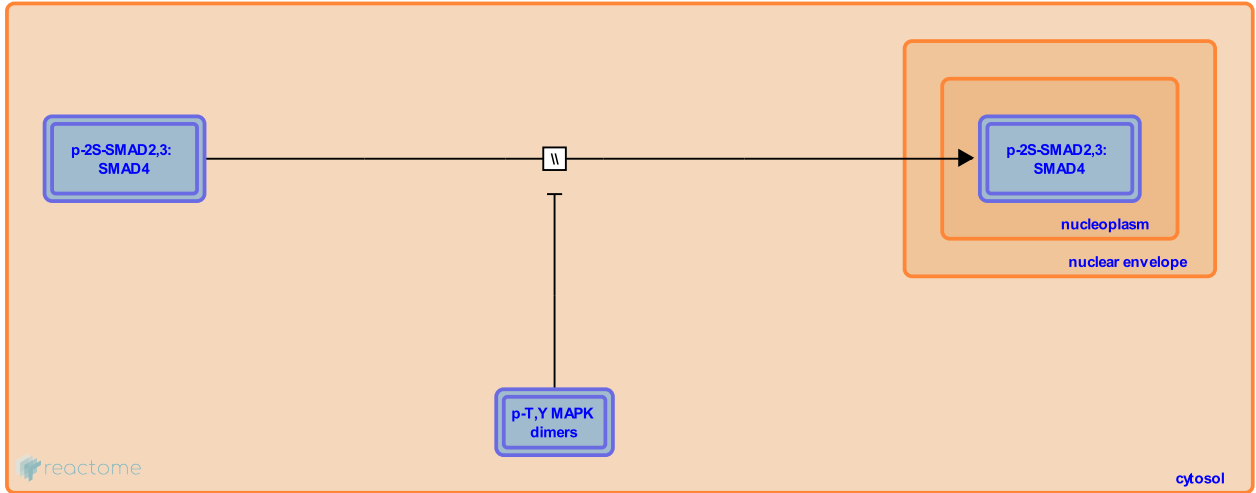 p-2S-SMAD2,3:
SMAD4
\\
p-2S-SMAD2,3:
SMAD4
nucleoplasm
nuclear envelope
p-T,Y MAPK
dimers
reactome
cytosol